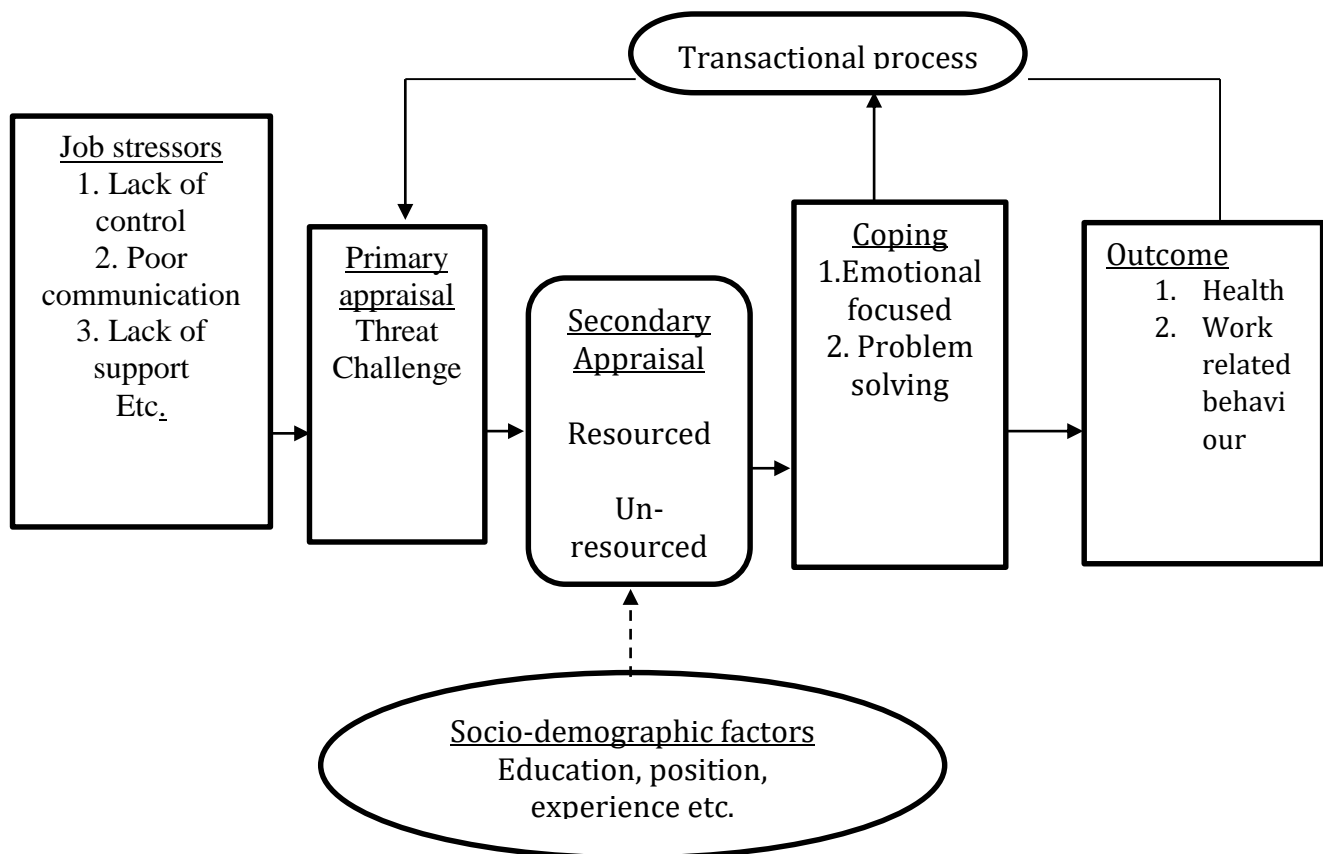 Transactional process
Job stressors
1. Lack of
control
2. Poor
communication
3. Lack of
support
Etc.
Primary
appraisal
Threat
Challenge
Secondary
Appraisal
Resourced
Un-
resourced
Coping
1.Emotional
focused
2. Problem
solving
Outcome
1. Health
2. Work
related
behavi
our
Socio-demographic factors
Education, position,
experience etc.